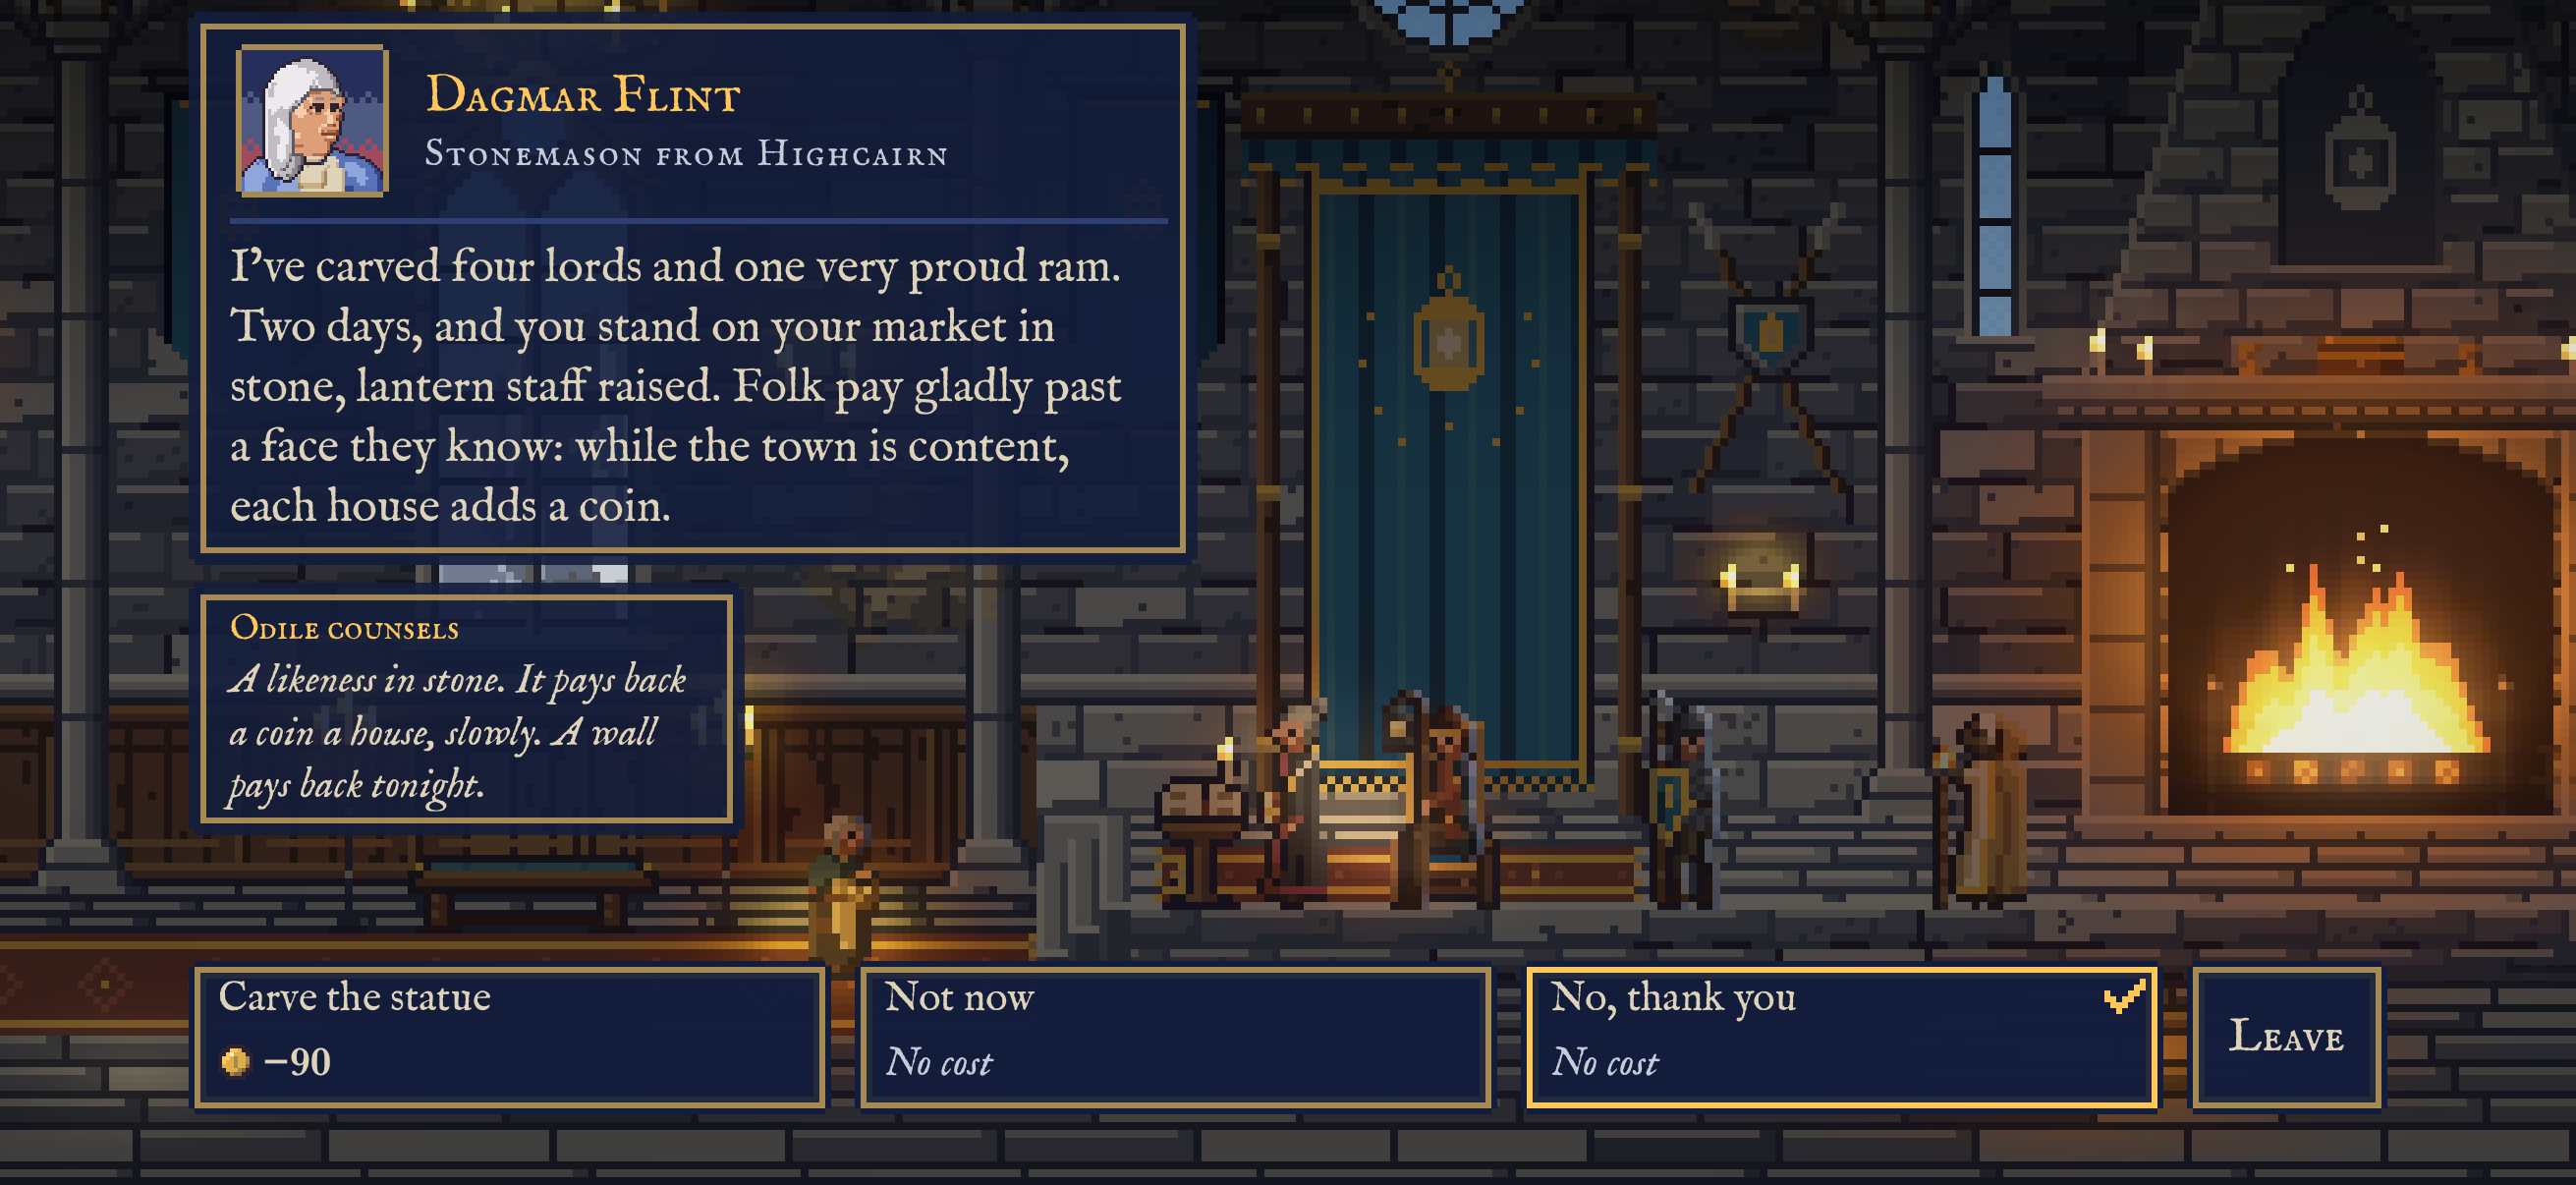 Dagmar Flint
Stonemason from Highcairn
I've carved four lords and one very proud ram.
Two days, and you stand on your market in
stone, lantern staff raised. Folk pay gladly past
a face they know: while the town is content,
each house adds a coin.
Odile counsels
A likeness in stone. It pays back
a coin a house, slowly. A wall
pays back tonight.
Carve the statue
−90
Not now
No cost
No, thank you
No cost
Leave